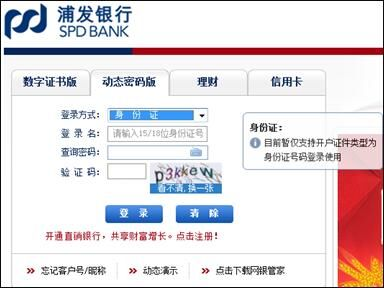 浦发银行
SPD BANK
数字证书版 动态密码版 理财 信用卡
登录方式: 身 份 证
登 录 名: 请输入15/18位身份证号
查询密码:
验 证 码: p3kkew
看不清,换一张
登 录 清 除
开通直销银行，共享财富增长。点击注册！
>> 忘记客户号/昵称 >> 动态演示 >> 点击下载网银管家
身份证：
目前暂仅支持开户证件类型为
身份证号码登录使用